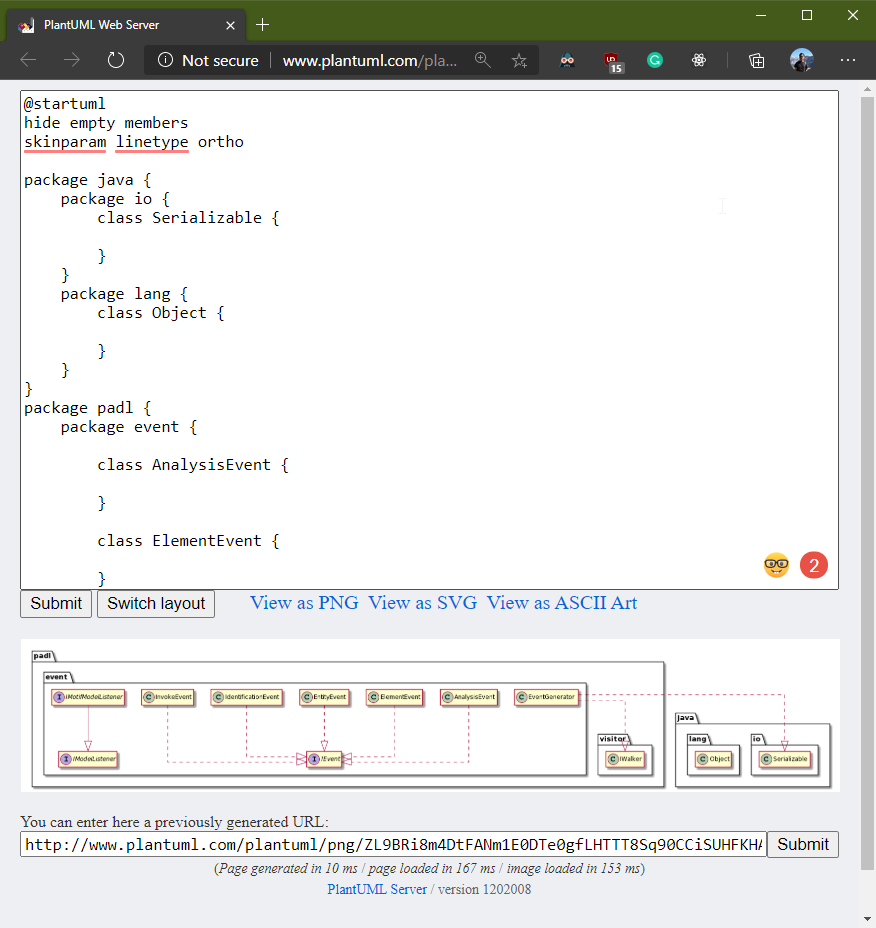 PlantUML Web Server
Not secure
www.plantuml.com/pla...
15
@startuml
hide empty members
skinparam linetype ortho
package java {
package io {
class Serializable {
}
}
package lang {
class Object {
}
}
}
package padl {
package event {
class AnalysisEvent {
}
class ElementEvent {
}
2
Submit
Switch layout
View as PNG
View as SVG
View as ASCII Art
padl
event
I IMotifModelListener
C InvokeEvent
C IdentificationEvent
C EntityEvent
C ElementEvent
C AnalysisEvent
C EventGenerator
I IModelListener
I IEvent
visitor
C IWalker
java
lang
C Object
io
C Serializable
You can enter here a previously generated URL:
http://www.plantuml.com/plantuml/png/ZL9BRi8m4DtFANm1E0DTe0gfLHTTT8Sq90CCiSUHFKHA
Submit
(Page generated in 10 ms / page loaded in 167 ms / image loaded in 153 ms)
PlantUML Server / version 1202008